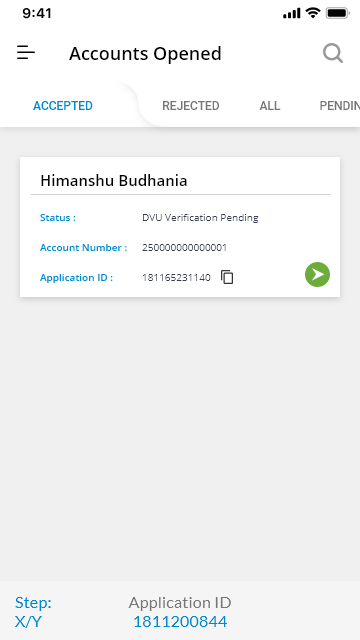 9:41
Accounts Opened
ACCEPTED REJECTED ALL PENDIN
Himanshu Budhania
Status : DVU Verification Pending
Account Number : 250000000000001
Application ID : 181165231140
Step: Application ID
X/Y 1811200844